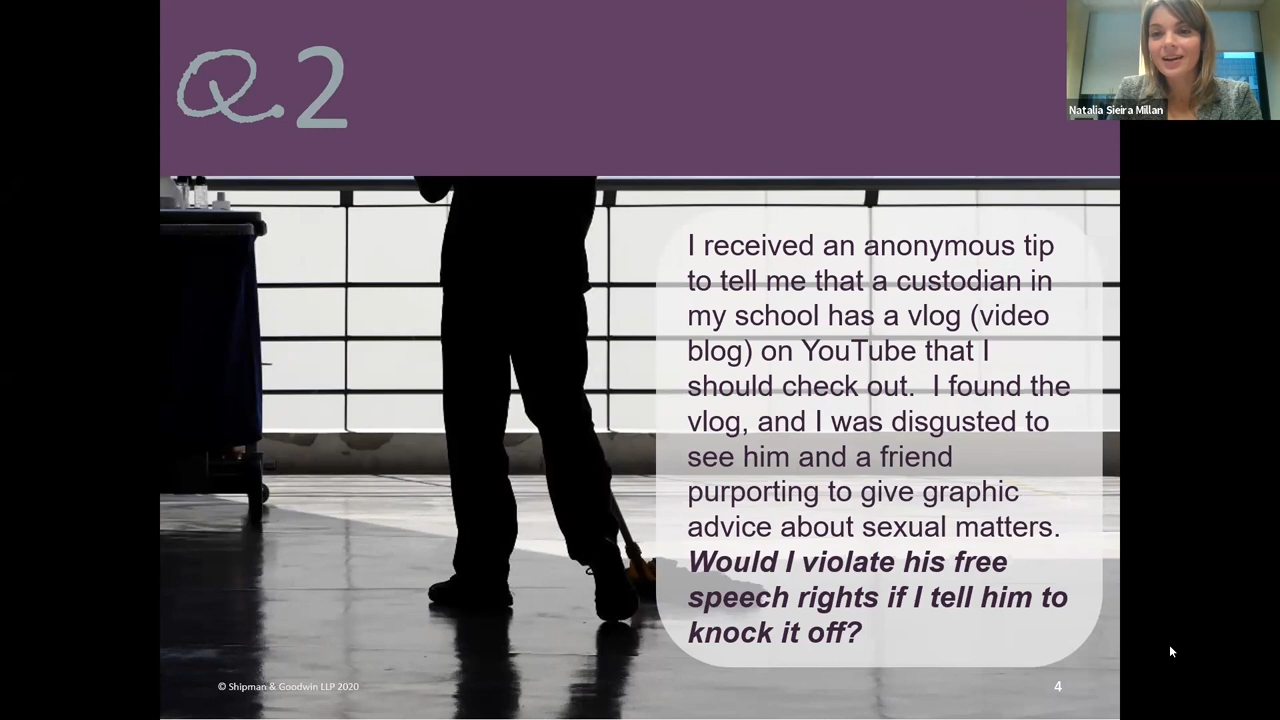 Q.2
Natalia Sieira Millan
I received an anonymous tip
to tell me that a custodian in
my school has a vlog (video
blog) on YouTube that I
should check out.  I found the
vlog, and I was disgusted to
see him and a friend
purporting to give graphic
advice about sexual matters.
Would I violate his free
speech rights if I tell him to
knock it off?
© Shipman & Goodwin LLP 2020
4